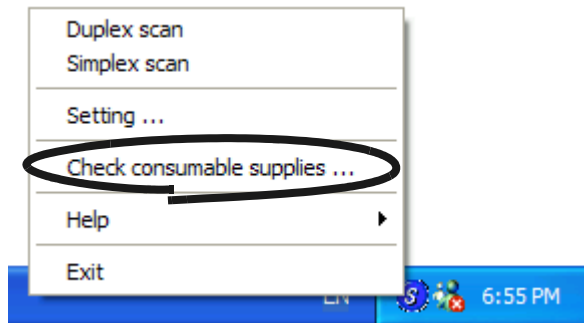 Duplex scan
Simplex scan
Setting ...
Check consumable supplies ...
Help
Exit
EN
S
6:55 PM